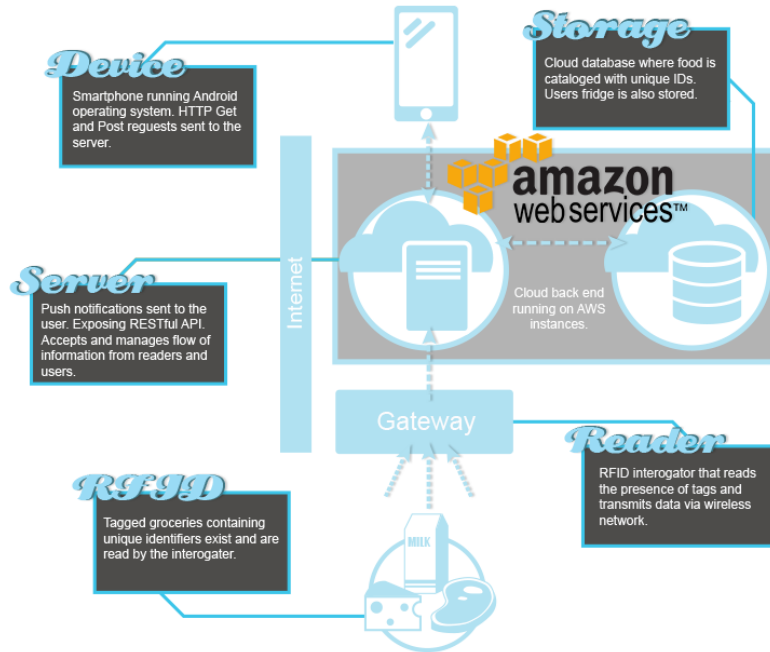 Device
Smartphone running Android
operating system. HTTP Get
and Post reguests sent to the
server.
Storage
Cloud database where food is
cataloged with unique IDs.
Users fridge is also stored.
amazon
web services™
Server
Push notifications sent to the
user. Exposing RESTful API.
Accepts and manages flow of
information from readers and
users.
Internet
Cloud back end
running on AWS
instances.
Gateway
Reader
RFID interogator that reads
the presence of tags and
transmits data via wireless
network.
RFID
Tagged groceries containing
unique identifiers exist and are
read by the interogater.
MILK